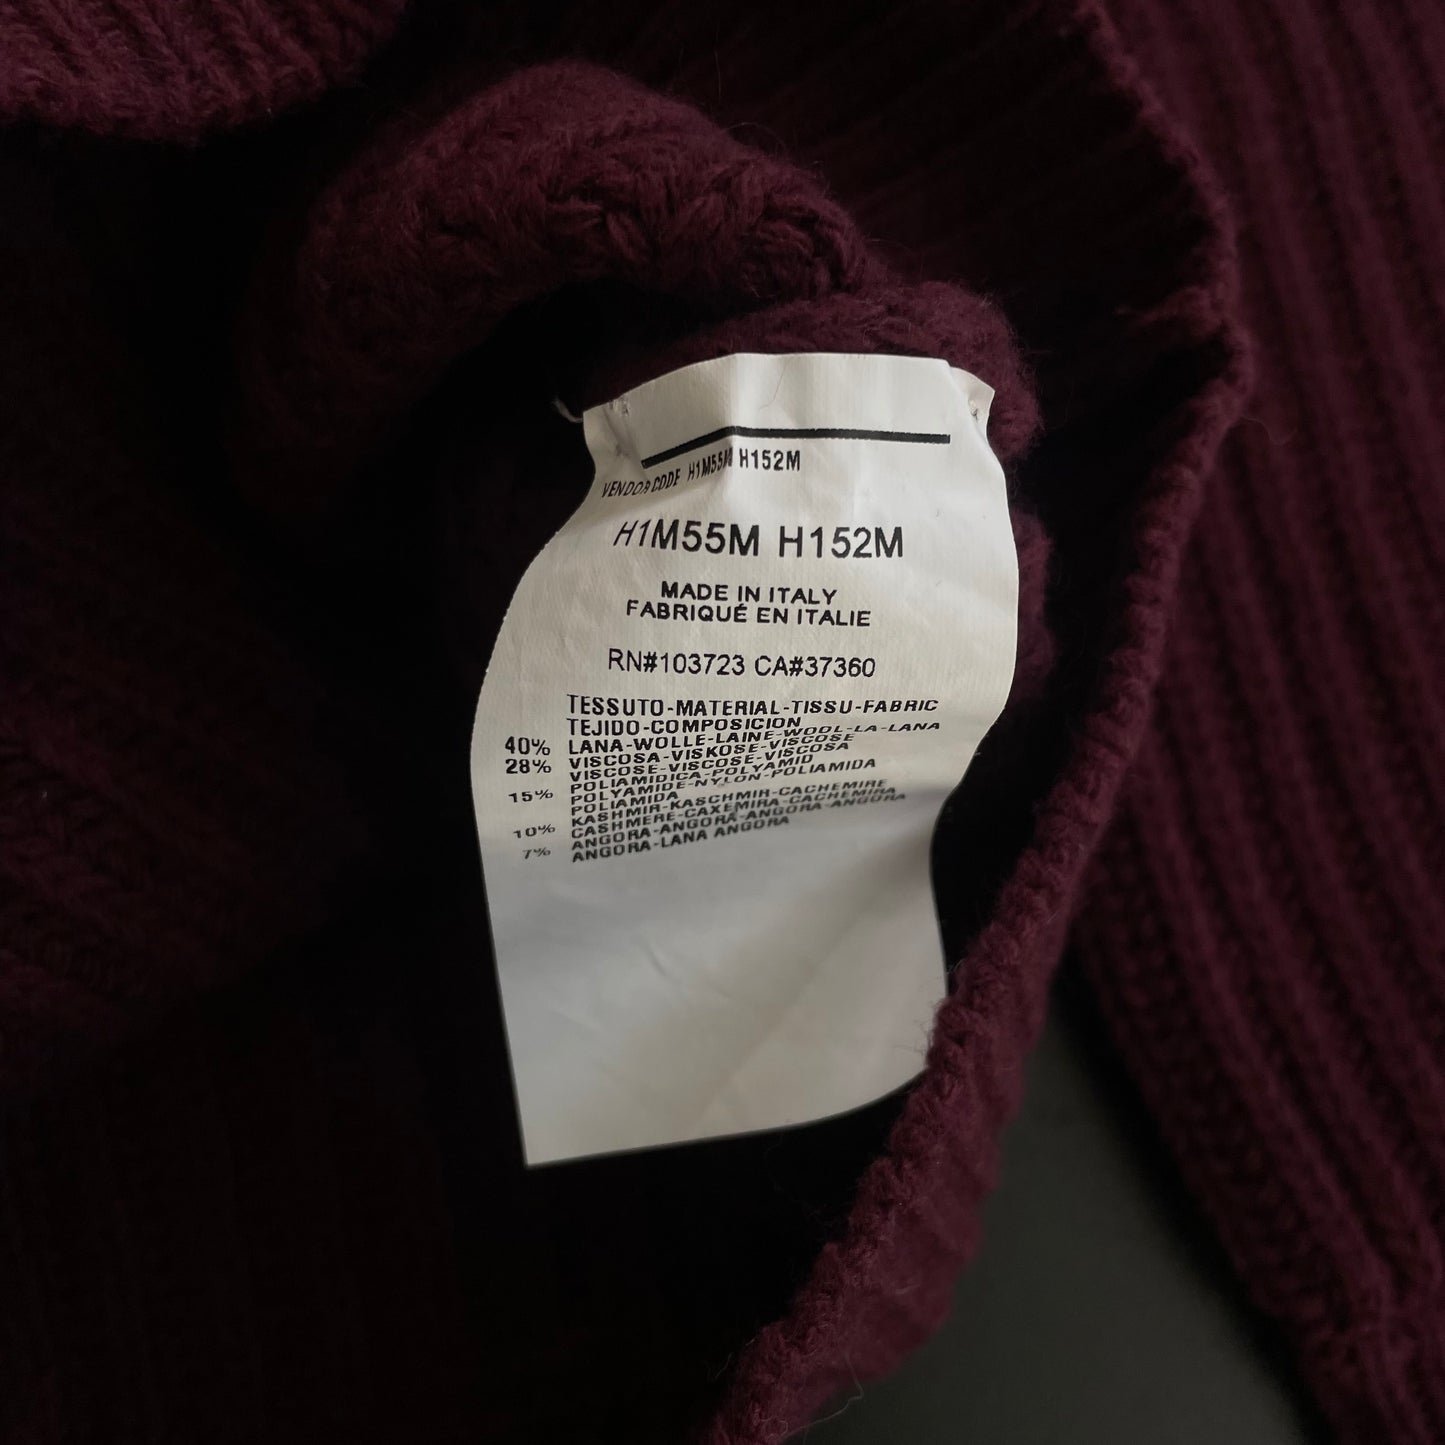 VENDOR CODE H1M55M H152M
H1M55M H152M
MADE IN ITALY
FABRIQUÉ EN ITALIE
RN#103723 CA#37360
TESSUTO-MATERIAL-TISSU-FABRIC
TEJIDO-COMPOSICION
40% LANA-WOLLE-LAINE-WOOL-LA-LANA
28% VISCOSA-VISKOSE-VISCOSE
VISCOSE-VISCOSE-VISCOSA
15% POLIAMIDICA-POLYAMID
POLYAMIDE-NYLON-POLIAMIDA
POLIAMIDA
10% KASHMIR-KASCHMIR-CACHEMIRE
CASHMERE-CAXEMIRA-CACHEMIRA
7% ANGORA-ANGORA-ANGORA-ANGORA
ANGORA-LANA ANGORA